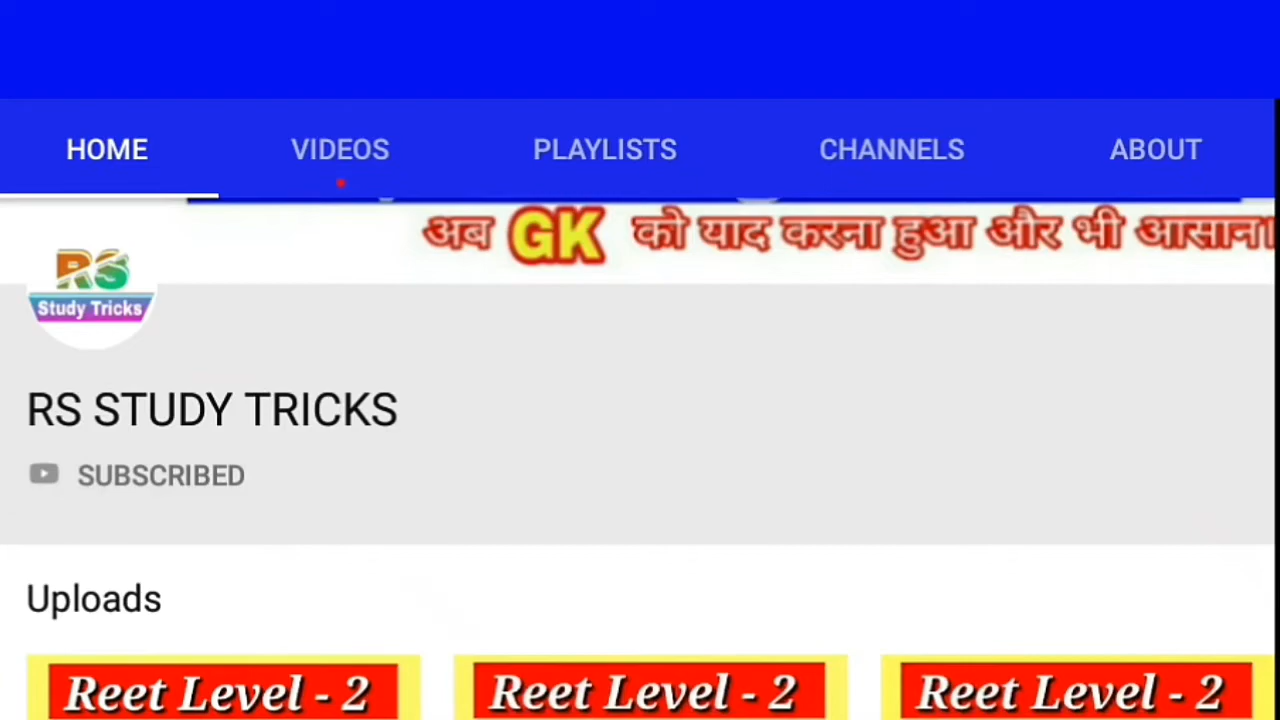 HOME VIDEOS PLAYLISTS CHANNELS ABOUT
अब GK को याद करना हुआ और भी आसान।
RS
Study Tricks
RS STUDY TRICKS
SUBSCRIBED
Uploads
Reet Level - 2 Reet Level - 2 Reet Level - 2